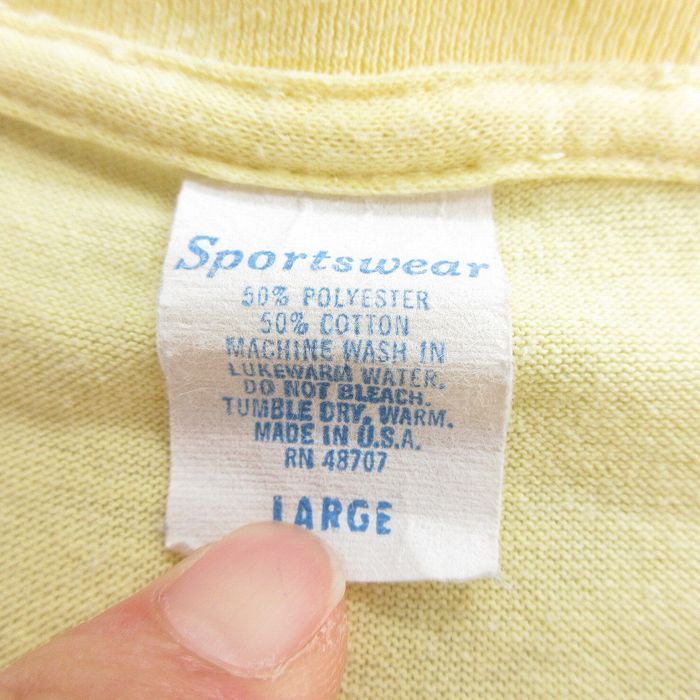 Sportswear
50% POLYESTER
50% COTTON
MACHINE WASH IN
LUKEWARM WATER.
DO NOT BLEACH.
TUMBLE DRY, WARM.
MADE IN U.S.A.
RN 48707
LARGE